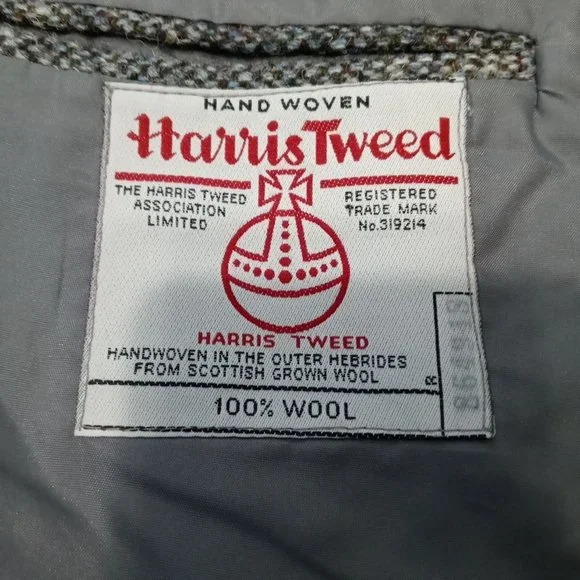 HAND WOVEN
Harris Tweed
THE HARRIS TWEED
ASSOCIATION
LIMITED
REGISTERED
TRADE MARK
No.319214
HARRIS TWEED
HANDWOVEN IN THE OUTER HEBRIDES
FROM SCOTTISH GROWN WOOL
100% WOOL